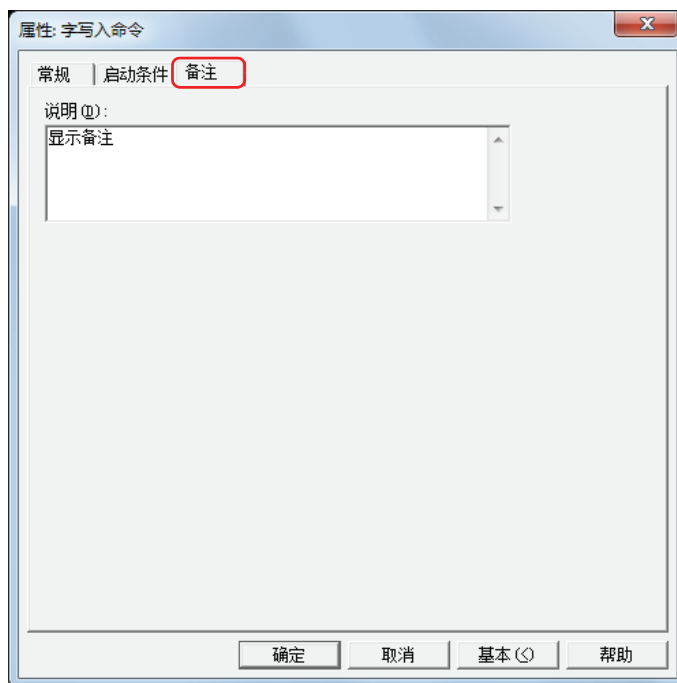 属性: 字写入命令
常规 启动条件 备注
说明(D):
显示备注
确定 取消 基本(<) 帮助